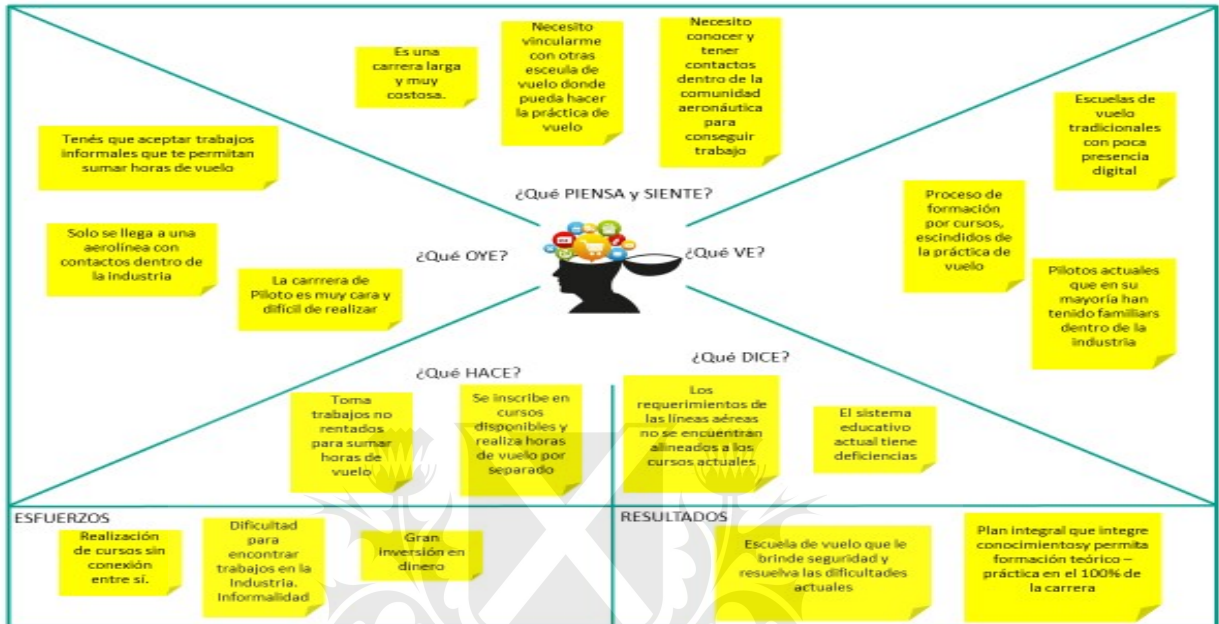 Es una
carrera larga
y muy
costosa.
Necesito
vincularme
con otras
esceula de
vuelo donde
pueda hacer
la práctica de
vuelo
Necesito
conocer y
tener
contactos
dentro de la
comunidad
aeronáutica
para
conseguir
trabajo
¿Qué PIENSA y SIENTE?
Tenés que aceptar trabajos
informales que te permitan
sumar horas de vuelo
Solo se llega a una
aerolínea con
contactos dentro de
la industria
La carrrera de
Piloto es muy cara y
difícil de realizar
¿Qué OYE?
¿Qué VE?
Escuelas de
vuelo
tradicionales
con poca
presencia
digital
Proceso de
formación
por cursos,
escindidos de
la práctica de
vuelo
Pilotos actuales
que en su
mayoría han
tenido familiars
dentro de la
industria
¿Qué HACE?
Toma
trabajos no
rentados
para sumar
horas de
vuelo
Se inscribe en
cursos
disponibles y
realiza horas
de vuelo por
separado
¿Qué DICE?
Los
requerimientos de
las líneas aéreas
no se encuentran
alineados a los
cursos actuales
El sistema
educativo
actual tiene
deficiencias
ESFUERZOS
Realización
de cursos sin
conexión
entre sí.
Dificultad
para
encontrar
trabajos en la
Industria.
Informalidad
Gran
inversión en
dinero
RESULTADOS
Escuela de vuelo que le
brinde seguridad y
resuelva las dificultades
actuales
Plan integral que integre
conocimientosy permita
formación teórico –
práctica en el 100% de
la carrera